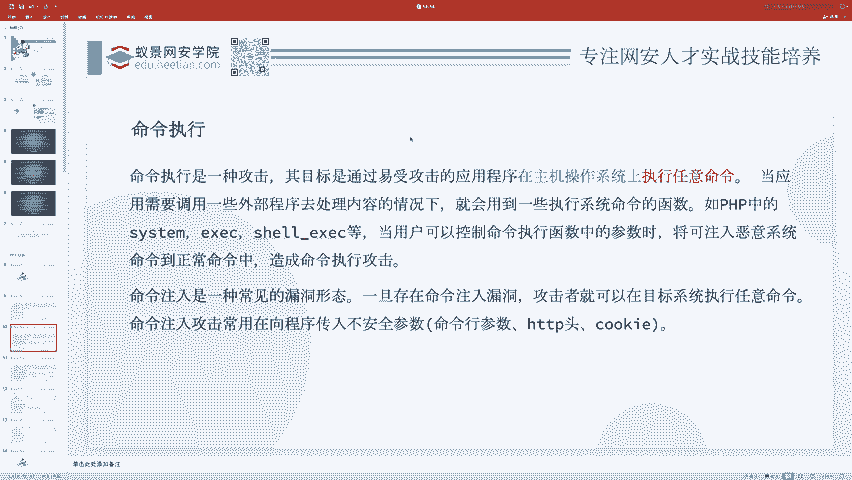 蚁景网安学院
edu.hetian.com
专注网安人才实战技能培养
命令执行
命令执行是一种攻击，其目标是通过易受攻击的应用程序在主机操作系统上执行任意命令。 当应
用需要调用一些外部程序去处理内容的情况下，就会用到一些执行系统命令的函数。如PHP中的
system，exec，shell_exec等，当用户可以控制命令执行函数中的参数时，将可注入恶意系统
命令到正常命令中，造成命令执行攻击。
命令注入是一种常见的漏洞形态。一旦存在命令注入漏洞，攻击者就可以在目标系统执行任意命令。
命令注入攻击常用在向程序传入不安全参数(命令行参数、http头、cookie)。
单击此处添加备注